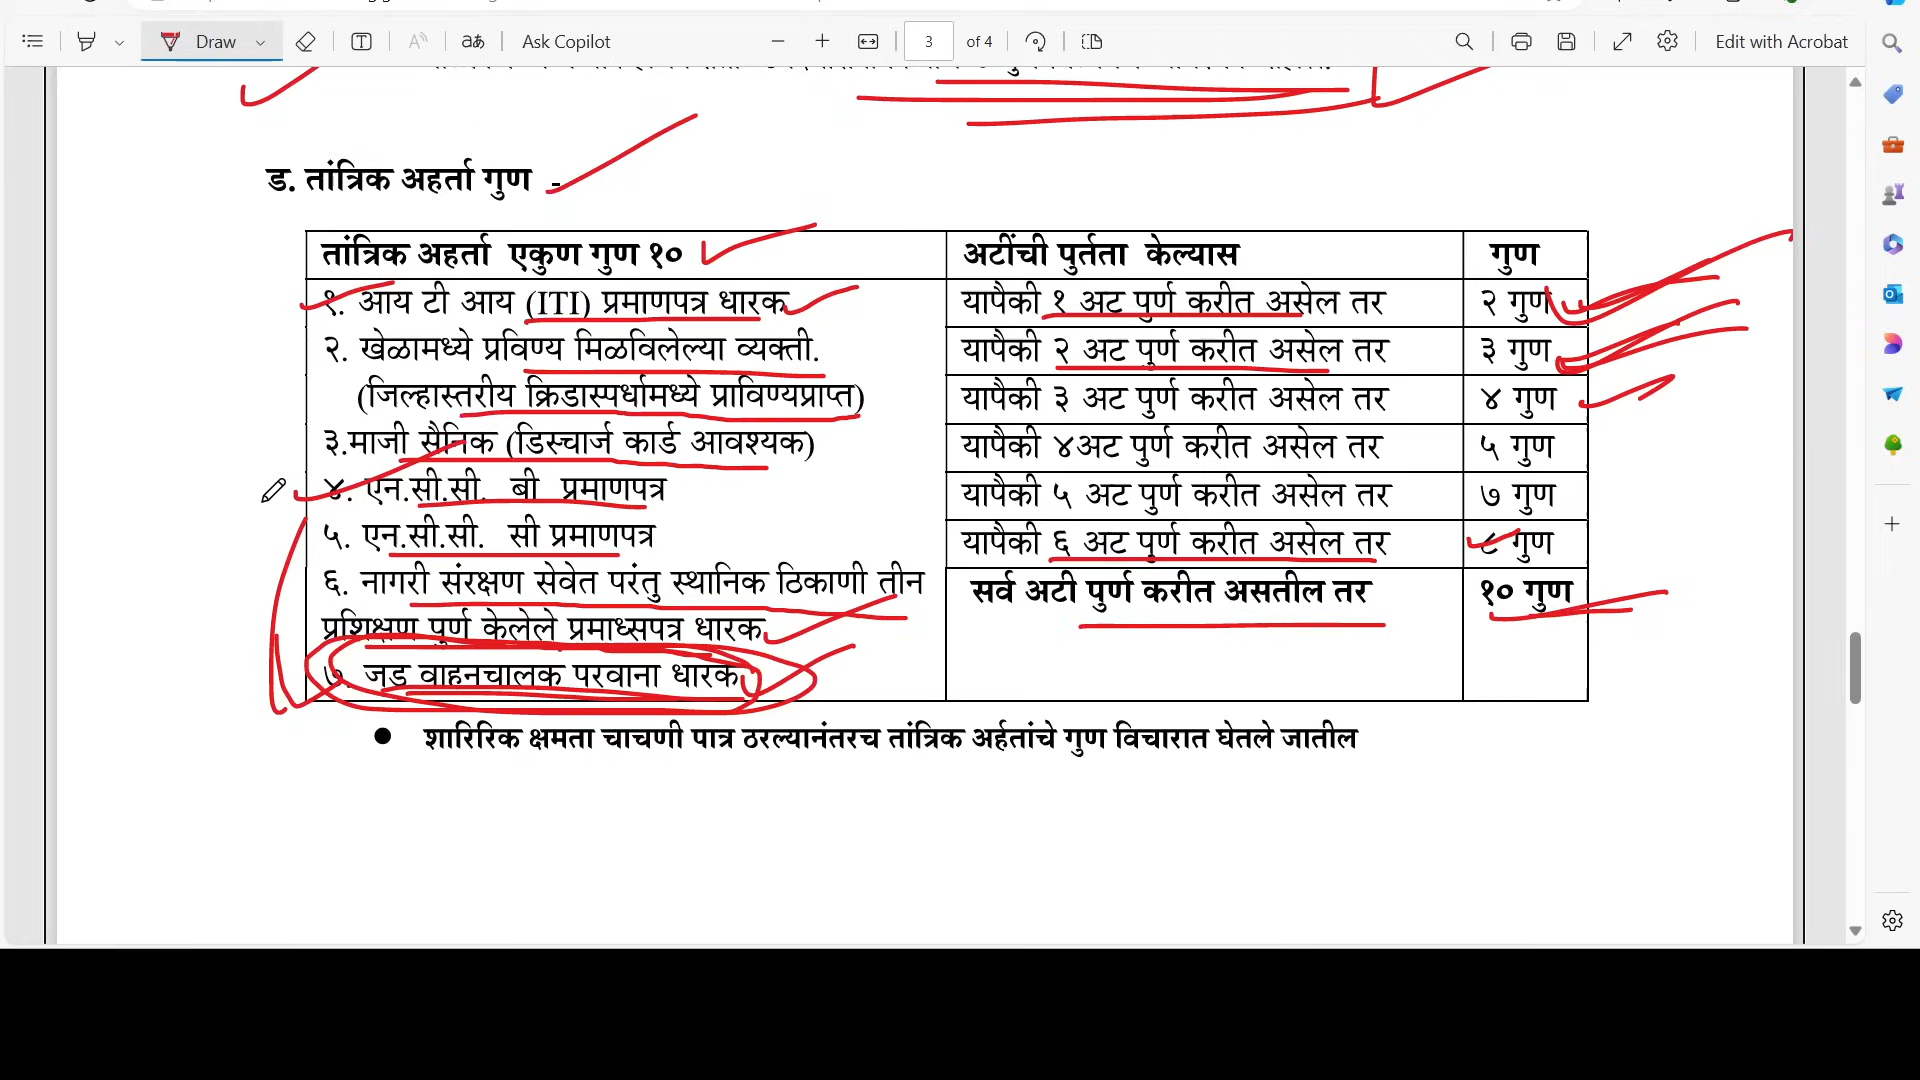 Draw
Ask Copilot
3
of 4
Edit with Acrobat
ड. तांत्रिक अहर्ता गुण -
तांत्रिक अहर्ता एकुण गुण १० अटींची पुर्तता केल्यास गुण
१. आय टी आय (ITI) प्रमाणपत्र धारक यापैकी १ अट पुर्ण करीत असेल तर २ गुण
२. खेळामध्ये प्रविण्य मिळविलेल्या व्यक्ती. यापैकी २ अट पुर्ण करीत असेल तर ३ गुण
(जिल्हास्तरीय क्रिडास्पर्धामध्ये प्राविण्यप्राप्त) यापैकी ३ अट पुर्ण करीत असेल तर ४ गुण
३.माजी सैनिक (डिस्चार्ज कार्ड आवश्यक) यापैकी ४अट पुर्ण करीत असेल तर ५ गुण
४. एन.सी.सी. बी प्रमाणपत्र यापैकी ५ अट पुर्ण करीत असेल तर ७ गुण
५. एन.सी.सी. सी प्रमाणपत्र यापैकी ६ अट पुर्ण करीत असेल तर ८ गुण
६. नागरी संरक्षण सेवेत परंतु स्थानिक ठिकाणी तीन सर्व अटी पुर्ण करीत असतील तर १० गुण
प्रशिक्षण पुर्ण केलेले प्रमाध्सपत्र धारक
७. जड वाहनचालक परवाना धारक
● शारिरिक क्षमता चाचणी पात्र ठरल्यानंतरच तांत्रिक अर्हतांचे गुण विचारात घेतले जातील